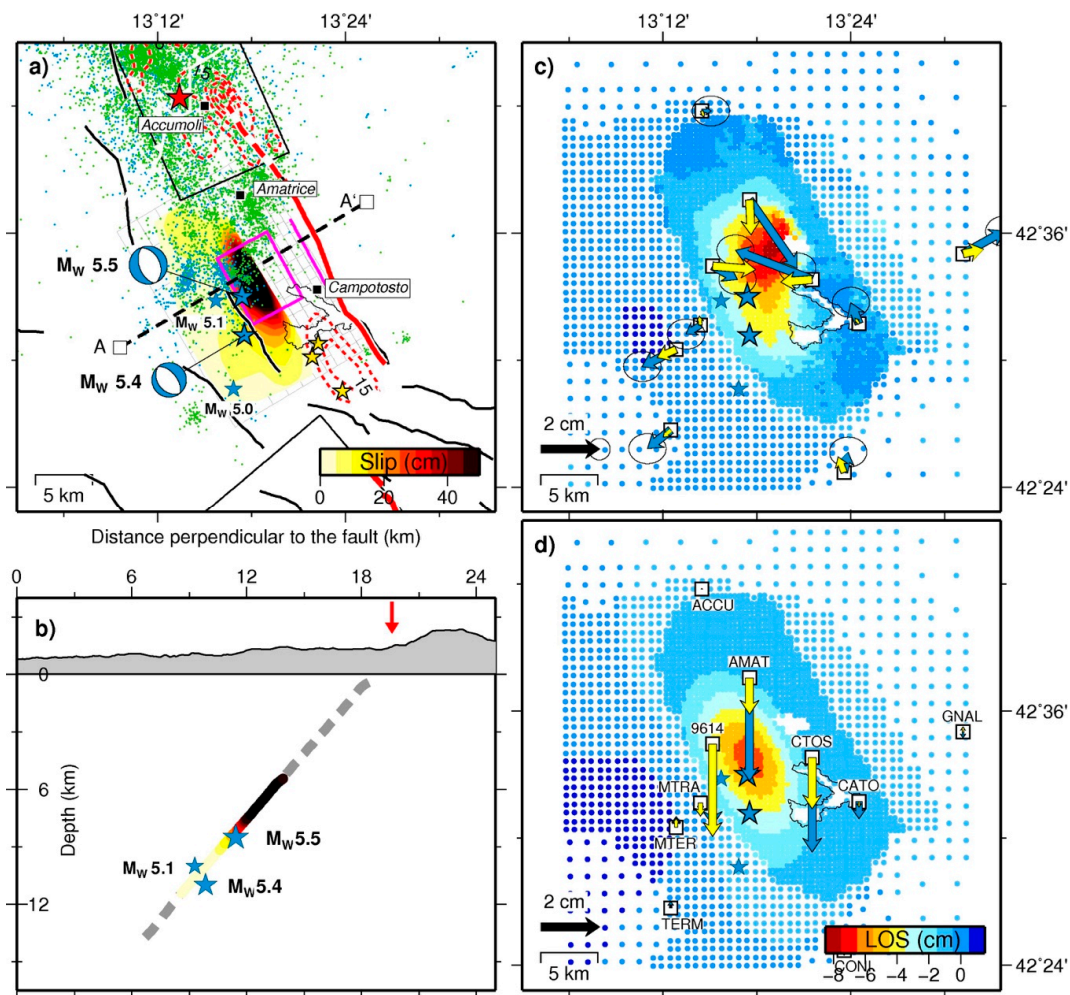 13°12'
13°24'
a)
15
Accumoli
Amatrice
A'
Mw 5.5
Mw 5.1
Campotosto
A
Mw 5.4
Mw 5.0
15
Slip (cm)
0 20 40
5 km
13°12'
13°24'
c)
42°36'
2 cm
5 km
42°24'
Distance perpendicular to the fault (km)
0 6 12 18 24
b)
0
6
12
Depth (km)
Mw 5.5
Mw 5.1
Mw 5.4
d)
ACCU
AMAT
42°36'
GNAL
9614
CTOS
MTRA
CATO
MTER
2 cm
TERM
LOS (cm)
−8 −6 −4 −2 0
CONI
5 km
42°24'